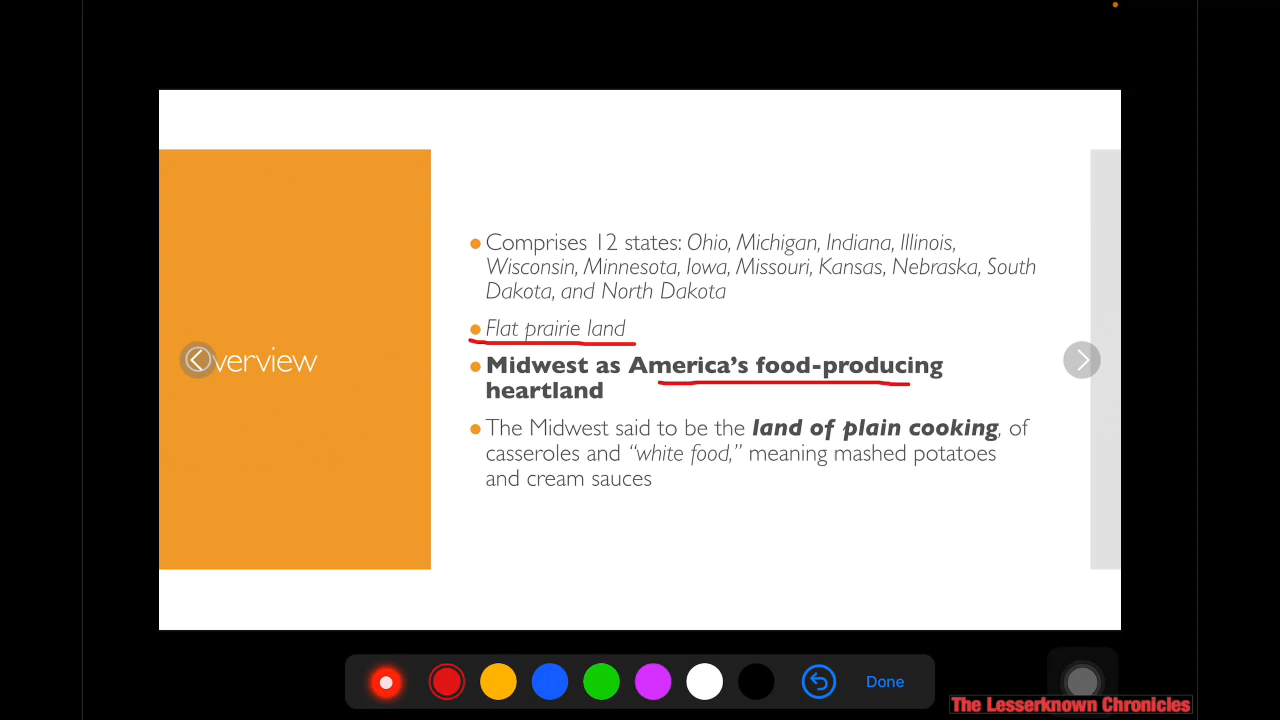 Overview
Comprises 12 states: Ohio, Michigan, Indiana, Illinois,
Wisconsin, Minnesota, Iowa, Missouri, Kansas, Nebraska, South
Dakota, and North Dakota
Flat prairie land
Midwest as America’s food-producing
heartland
The Midwest said to be the land of plain cooking, of
casseroles and “white food,” meaning mashed potatoes
and cream sauces
Done
The Lesserknown Chronicles